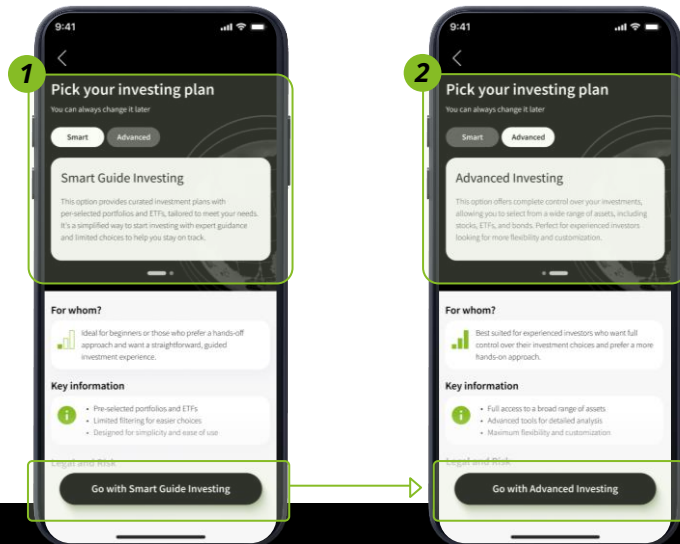 1
9:41
Pick your investing plan
You can always change it later
Smart
Advanced
Smart Guide Investing
This option provides curated investment plans with
per-selected portfolios and ETFs, tailored to meet your needs.
It's a simplified way to start investing with expert guidance
and limited choices to help you stay on track.
For whom?
Ideal for beginners or those who prefer a hands-off
approach and want a straightforward, guided
investment experience.
Key information
• Pre-selected portfolios and ETFs
• Limited filtering for easier choices
• Designed for simplicity and ease of use
Legal and Risk
Go with Smart Guide Investing
2
9:41
Pick your investing plan
You can always change it later
Smart
Advanced
Advanced Investing
This option offers complete control over your investments,
allowing you to select from a wide range of assets, including
stocks, ETFs, and bonds. Perfect for experienced investors
looking for more flexibility and customization.
For whom?
Best suited for experienced investors who want full
control over their investment choices and prefer a more
hands-on approach.
Key information
• Full access to a broad range of assets
• Advanced tools for detailed analysis
• Maximum flexibility and customization
Legal and Risk
Go with Advanced Investing